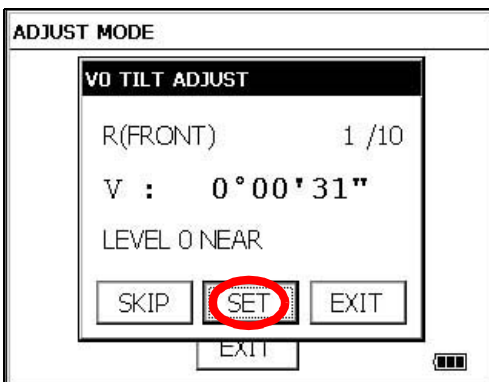 ADJUST MODE
V0 TILT ADJUST
R(FRONT) 1 /10
V : 0°00'31"
LEVEL 0 NEAR
SKIP SET EXIT
EXIT